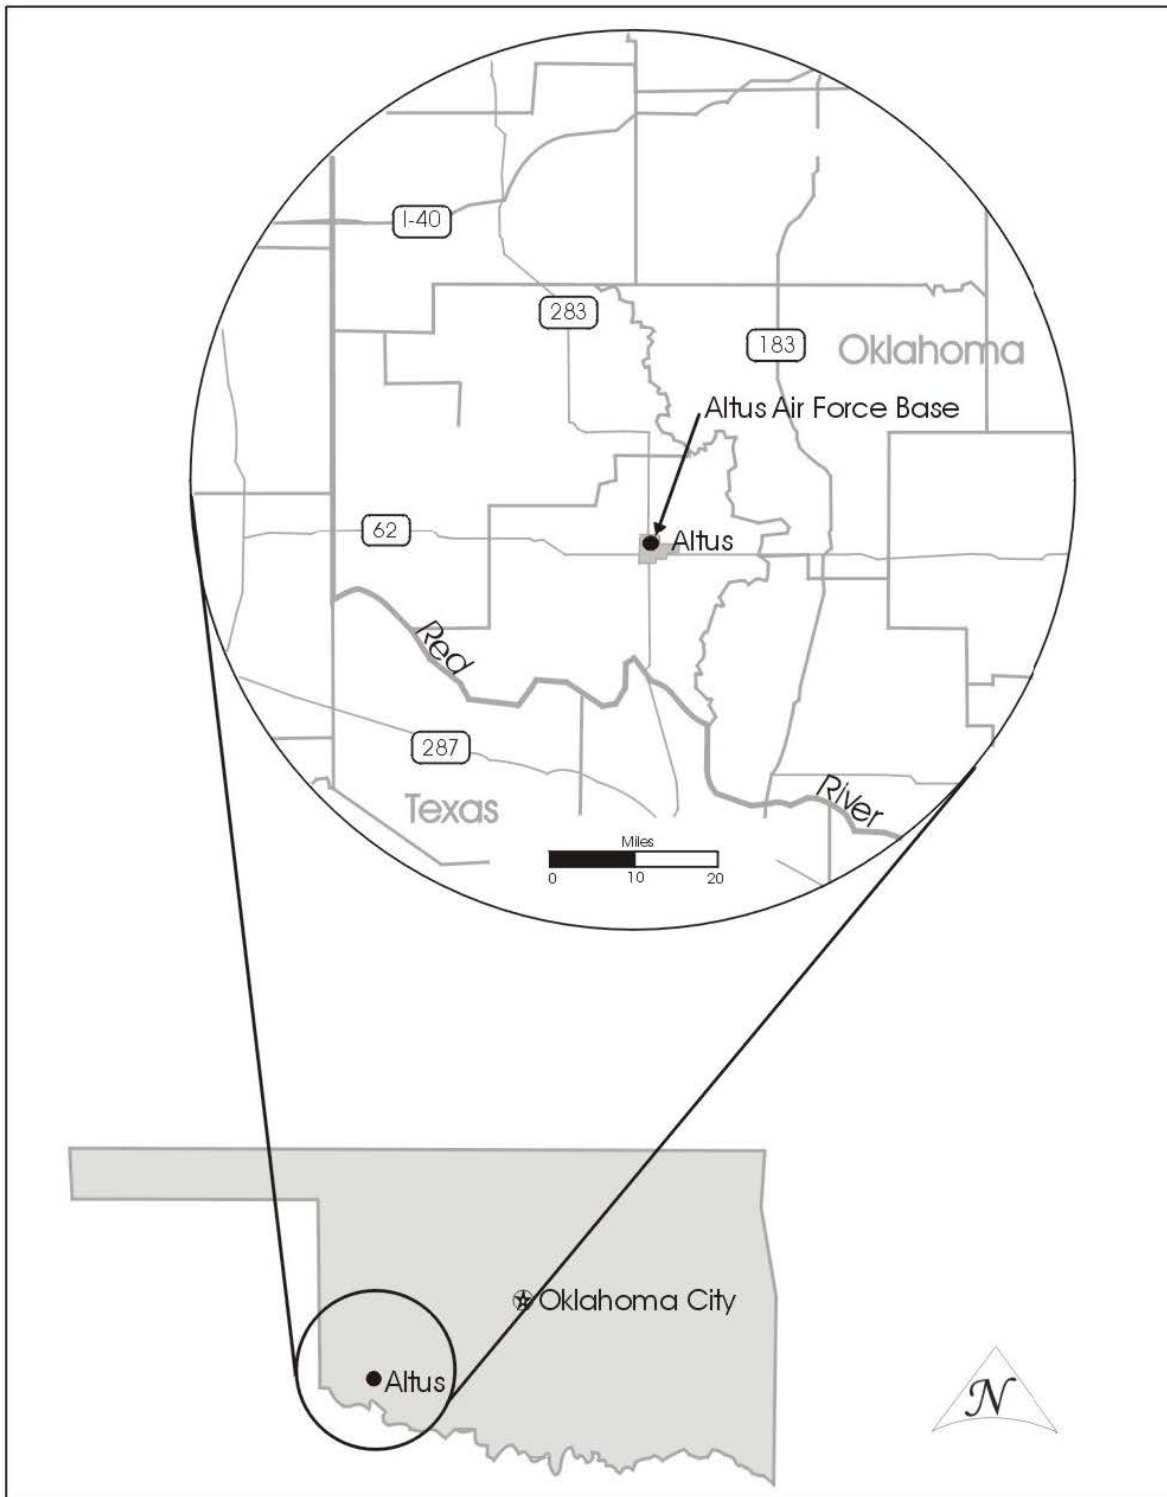 I-40
283
183
Oklahoma
Altus Air Force Base
62
Altus
Red
287
Texas
River
Miles
0 10 20
Oklahoma City
Altus
N